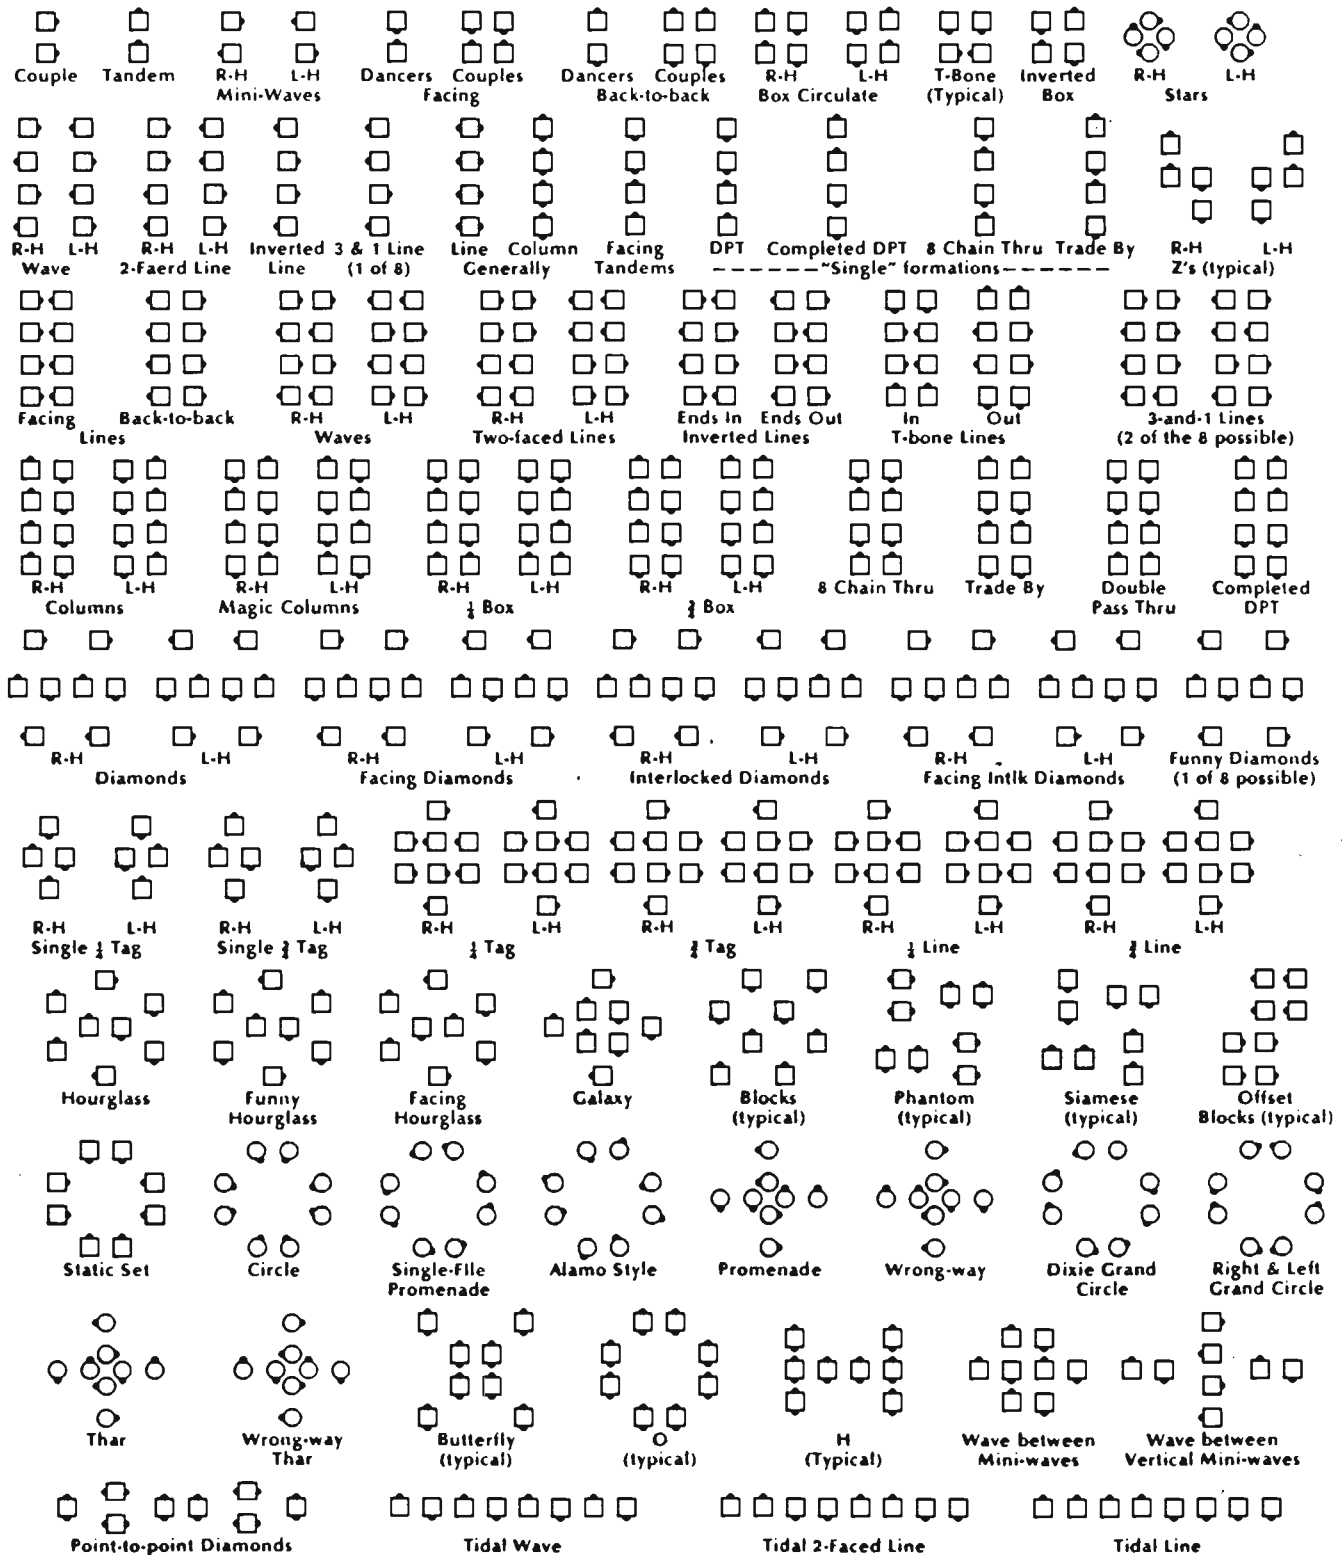 Couple Tandem R-H L-H Dancers Couples Dancers Couples R-H L-H T-Bone Inverted R-H L-H
Mini-Waves Facing Back-to-back Box Circulate (Typical) Box Stars
R-H L-H R-H L-H Inverted 3 & 1 Line Line Column Facing DPT Completed DPT 8 Chain Thru Trade By R-H L-H
Wave 2-Faerd Line Line (1 of 8) Generally Tandems ------"Single" formations------ Z's (typical)
Facing Back-to-back R-H L-H R-H L-H Ends In Ends Out In Out 3-and-1 Lines
Lines Waves Two-faced Lines Inverted Lines T-bone Lines (2 of the 8 possible)
R-H L-H R-H L-H R-H L-H R-H L-H 8 Chain Thru Trade By Double Completed
Columns Magic Columns ¼ Box ¾ Box Pass Thru DPT
R-H L-H R-H L-H R-H L-H R-H L-H Funny Diamonds
Diamonds Facing Diamonds Interlocked Diamonds Facing Intlk Diamonds (1 of 8 possible)
R-H L-H R-H L-H R-H L-H R-H L-H R-H L-H R-H L-H
Single ¼ Tag Single ¾ Tag ¼ Tag ¾ Tag ¼ Line ¾ Line
Hourglass Funny Facing Galaxy Blocks Phantom Siamese Offset
Hourglass Hourglass (typical) (typical) (typical) Blocks (typical)
Static Set Circle Single-File Alamo Style Promenade Wrong-way Dixie Grand Right & Left
Promenade Circle Grand Circle
Thar Wrong-way Butterfly O H Wave between Wave between
Thar (typical) (typical) (Typical) Mini-waves Vertical Mini-waves
Point-to-point Diamonds Tidal Wave Tidal 2-Faced Line Tidal Line